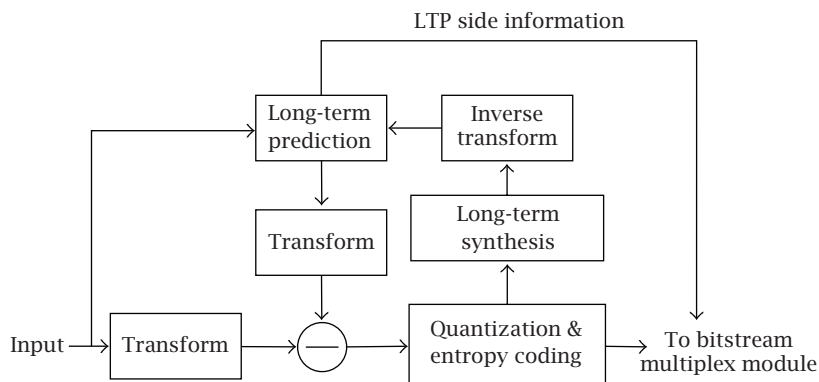 LTP side information
Long-term
prediction
Inverse
transform
Transform
Long-term
synthesis
Input
Transform
Quantization &
entropy coding
To bitstream
multiplex module